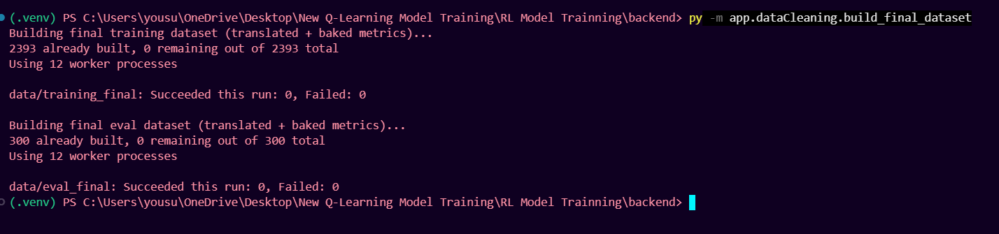 (.venv) PS C:\Users\yousu\OneDrive\Desktop\New Q-Learning Model Training\RL Model Trainning\backend> py -m app.dataCleaning.build_final_dataset
Building final training dataset (translated + baked metrics)...
2393 already built, 0 remaining out of 2393 total
Using 12 worker processes
data/training_final: Succeeded this run: 0, Failed: 0
Building final eval dataset (translated + baked metrics)...
300 already built, 0 remaining out of 300 total
Using 12 worker processes
data/eval_final: Succeeded this run: 0, Failed: 0
(.venv) PS C:\Users\yousu\OneDrive\Desktop\New Q-Learning Model Training\RL Model Trainning\backend>